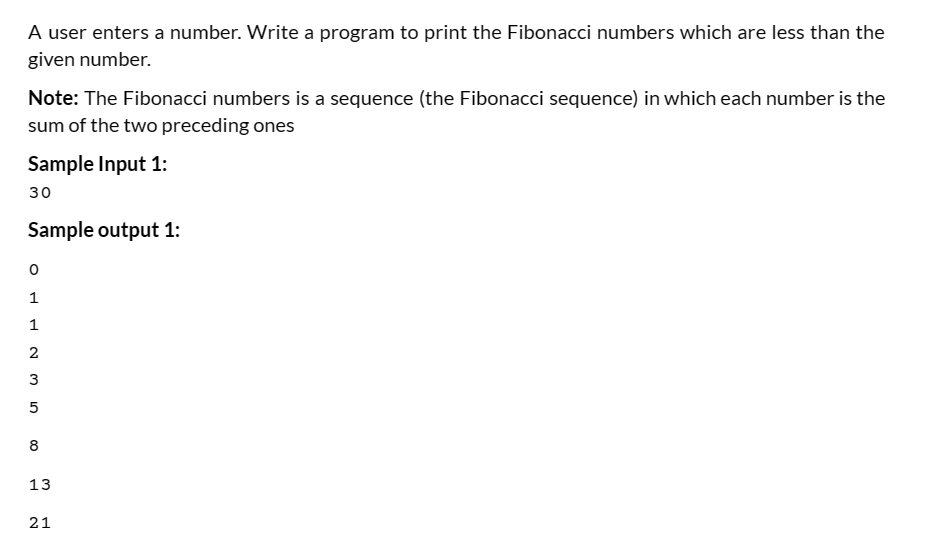 A user enters a number. Write a program to print the Fibonacci numbers which are less than the
given number.
Note: The Fibonacci numbers is a sequence (the Fibonacci sequence) in which each number is the
sum of the two preceding ones
Sample Input 1:
30
Sample output 1:
0
1
1
2
3
5
8
13
21